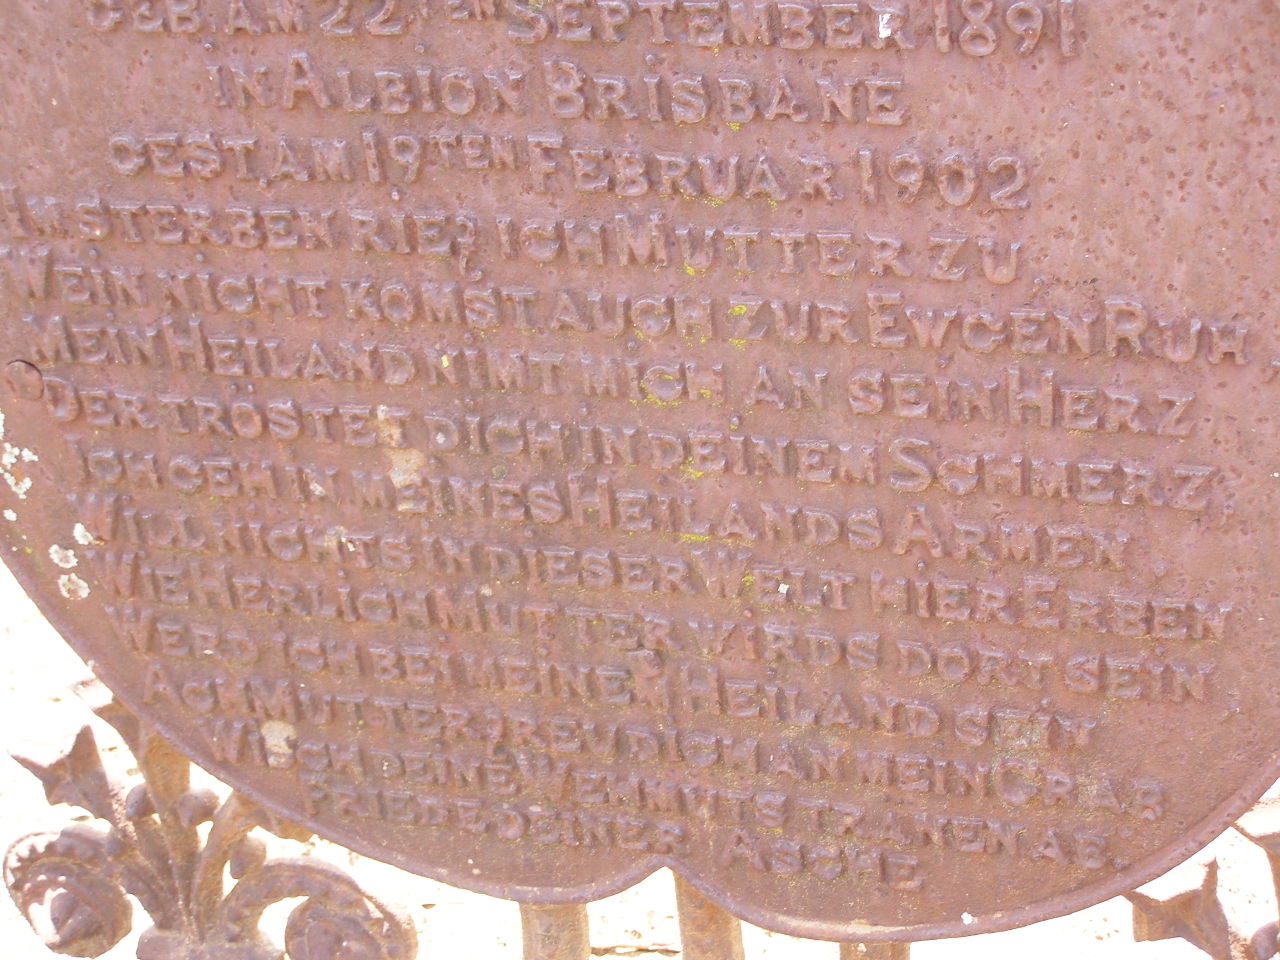 GEB. AM 22TEN SEPTEMBER 1891
IN ALBION BRISBANE
GEST. AM 19TEN FEBRUAR 1902
IM STERBEN RIEF ICH MUTTER ZU
WEIN NICHT KOMST AUCH ZUR EWGEN RUH,
MEIN HEILAND NIMT MICH AN SEIN HERZ
DER TRÖSTET DICH IN DEINEM SCHMERZ,
ICH GEH IN MEINES HEILANDS ARMEN
WILL NICHTS IN DIESER WELT HIER ERBEN
WIE HERLICH MUTTER WIRDS DORT SEIN
WERD ICH BEI MEINEM HEILAND SEIN
ACH MUTTER FREU DICH AN MEIN GRAB
WISCH DEINE WEHMUTS TRÄNEN AB.
FRIEDE DEINER ASCHE